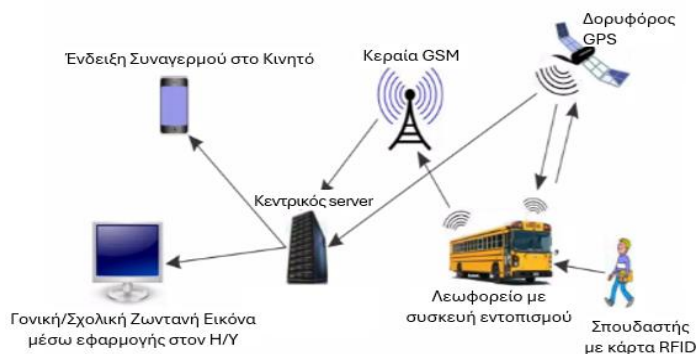 Δορυφόρος
GPS
Ένδειξη Συναγερμού στο Κινητό
Κεραία GSM
Κεντρικός server
Γονική/Σχολική Ζωντανή Εικόνα
μέσω εφαρμογής στον Η/Υ
Λεωφορείο με
συσκευή εντοπισμού
Σπουδαστής
με κάρτα RFID